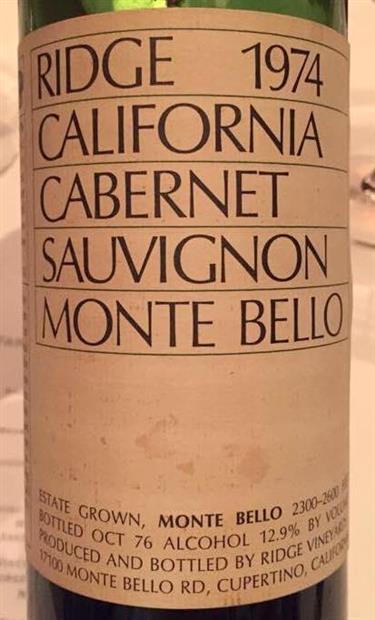 RIDGE 1974
CALIFORNIA
CABERNET
SAUVIGNON
MONTE BELLO
ESTATE GROWN, MONTE BELLO 2300–2600
BOTTLED OCT 76 ALCOHOL 12.9% BY
PRODUCED AND BOTTLED BY RIDGE
17100 MONTE BELLO RD, CUPERTINO,